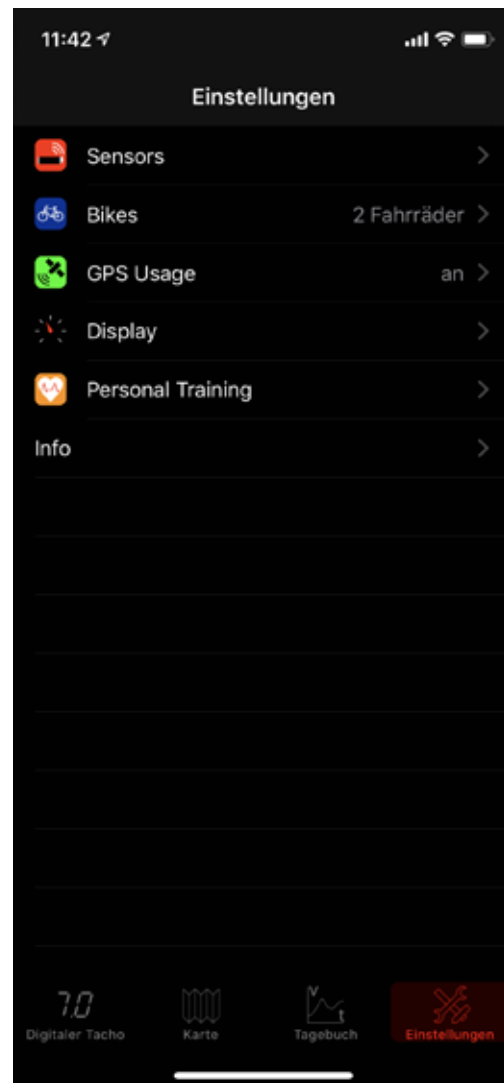 11:42
Einstellungen
Sensors
Bikes 2 Fahrräder
GPS Usage an
Display
Personal Training
Info
7.0 V t
Digitaler Tacho Karte Tagebuch Einstellungen